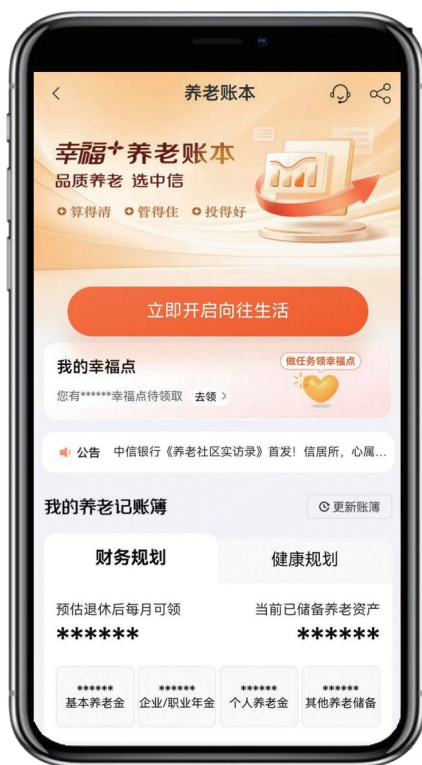 养老账本
幸福+养老账本
品质养老 选中信
算得清 管得住 投得好
立即开启向往生活
我的幸福点
做任务领幸福点
您有******幸福点待领取 去领 >
公告 中信银行《养老社区实访录》首发！信居所，心属...
我的养老记账簿
更新账簿
财务规划 健康规划
预估退休后每月可领 当前已储备养老资产
****** ******
****** ****** ****** ******
基本养老金 企业/职业年金 个人养老金 其他养老储备